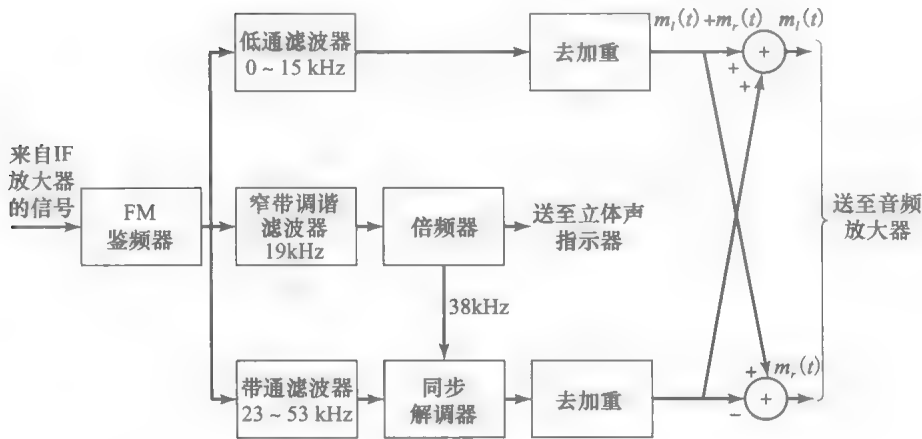 低通滤波器
0 ~ 15 kHz
去加重
m_l(t)+m_r(t)
m_l(t)
+
+
+
来自IF
放大器
的信号
FM
鉴频器
窄带调谐
滤波器
19kHz
倍频器
送至立体声
指示器
送至音频
放大器
38kHz
带通滤波器
23 ~ 53 kHz
同步
解调器
去加重
+
m_r(t)
+
−